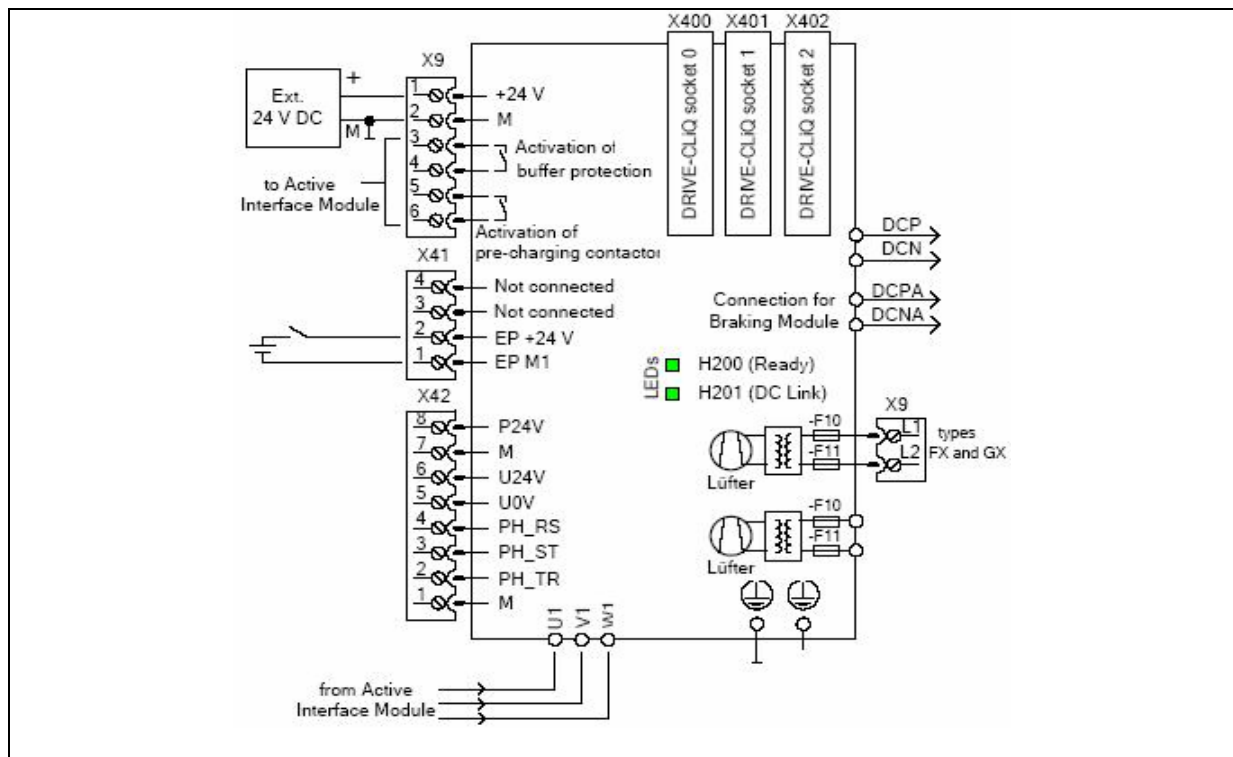 X400 X401 X402
DRIVE-CLiQ socket 0
DRIVE-CLiQ socket 1
DRIVE-CLiQ socket 2
X9
Ext.
24 V DC
+
M
1 +24 V
2 M
3
4
5
6
Activation of
buffer protection
to Active
Interface Module
Activation of
pre-charging contactor
X41
4 Not connected
3 Not connected
2 EP +24 V
1 EP M1
X42
8 P24V
7 M
6 U24V
5 U0V
4 PH_RS
3 PH_ST
2 PH_TR
1 M
DCP
DCN
DCPA
DCNA
Connection for
Braking Module
LEDs
H200 (Ready)
H201 (DC Link)
X9
-F10
L1
-F11
L2
types
FX and GX
Lüfter
-F10
-F11
Lüfter
U1
V1
W1
from Active
Interface Module